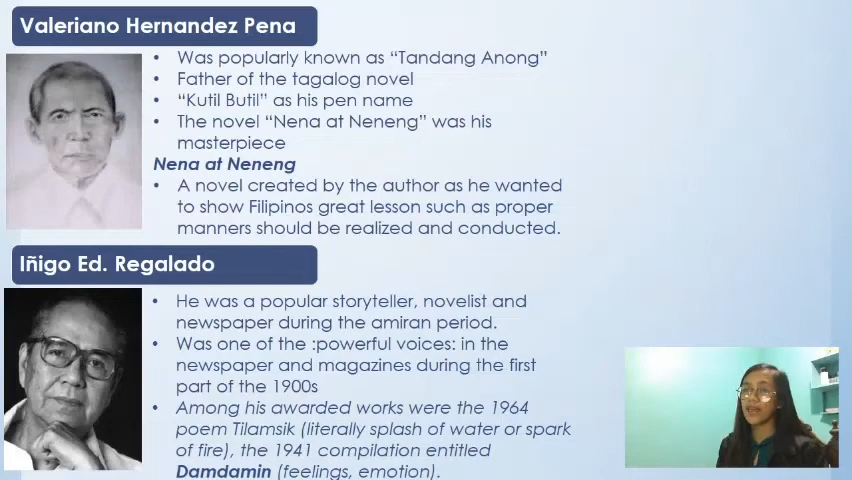 Valeriano Hernandez Pena
• Was popularly known as “Tandang Anong”
• Father of the tagalog novel
• “Kutil Butil” as his pen name
• The novel “Nena at Neneng” was his
masterpiece
Nena at Neneng
• A novel created by the author as he wanted
to show Filipinos great lesson such as proper
manners should be realized and conducted.
Iñigo Ed. Regalado
• He was a popular storyteller, novelist and
newspaper during the amiran period.
• Was one of the :powerful voices: in the
newspaper and magazines during the first
part of the 1900s
• Among his awarded works were the 1964
poem Tilamsik (literally splash of water or spark
of fire), the 1941 compilation entitled
Damdamin (feelings, emotion).